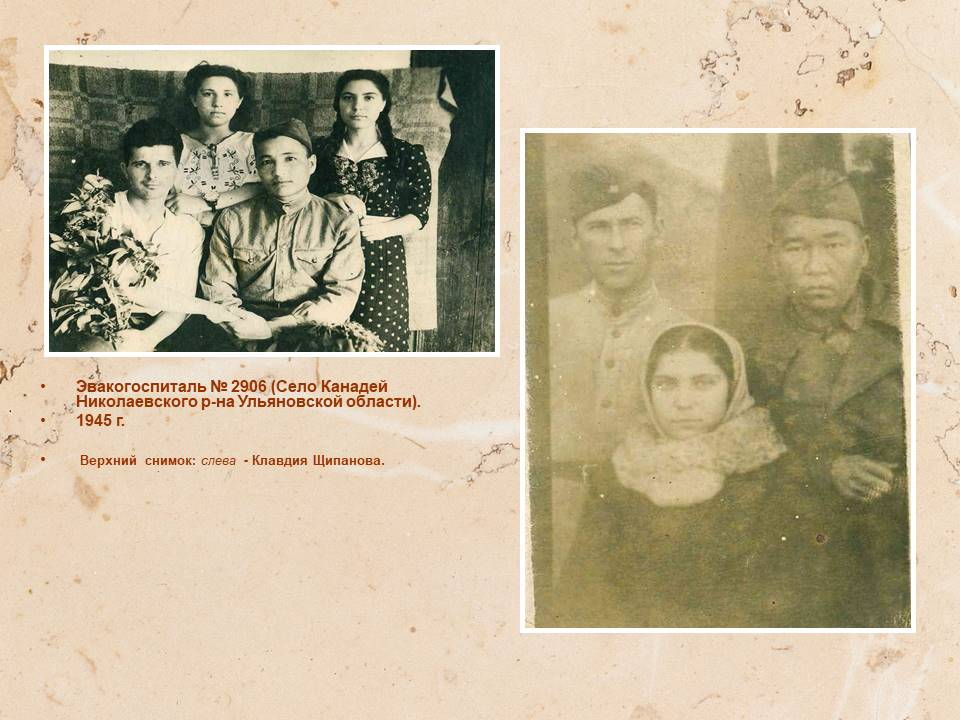 Эвакогоспиталь № 2906 (Село Канадей
Николаевского р-на Ульяновской области).
1945 г.
Верхний снимок: слева - Клавдия Щипанова.